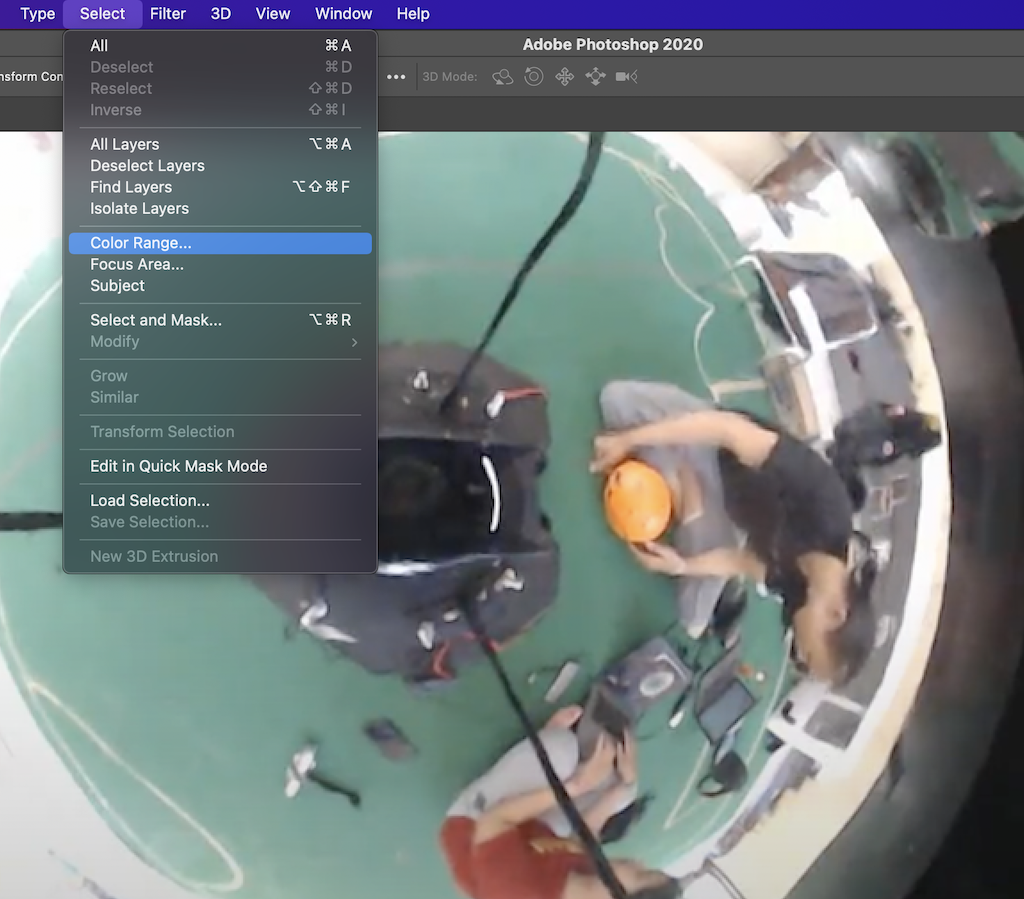 Type Select Filter 3D View Window Help
Adobe Photoshop 2020
nsform Con ••• 3D Mode:
All ⌘A
Deselect ⌘D
Reselect ⇧⌘D
Inverse ⇧⌘I
All Layers ⌥⌘A
Deselect Layers
Find Layers ⌥⇧⌘F
Isolate Layers
Color Range...
Focus Area...
Subject
Select and Mask... ⌥⌘R
Modify >
Grow
Similar
Transform Selection
Edit in Quick Mask Mode
Load Selection...
Save Selection...
New 3D Extrusion